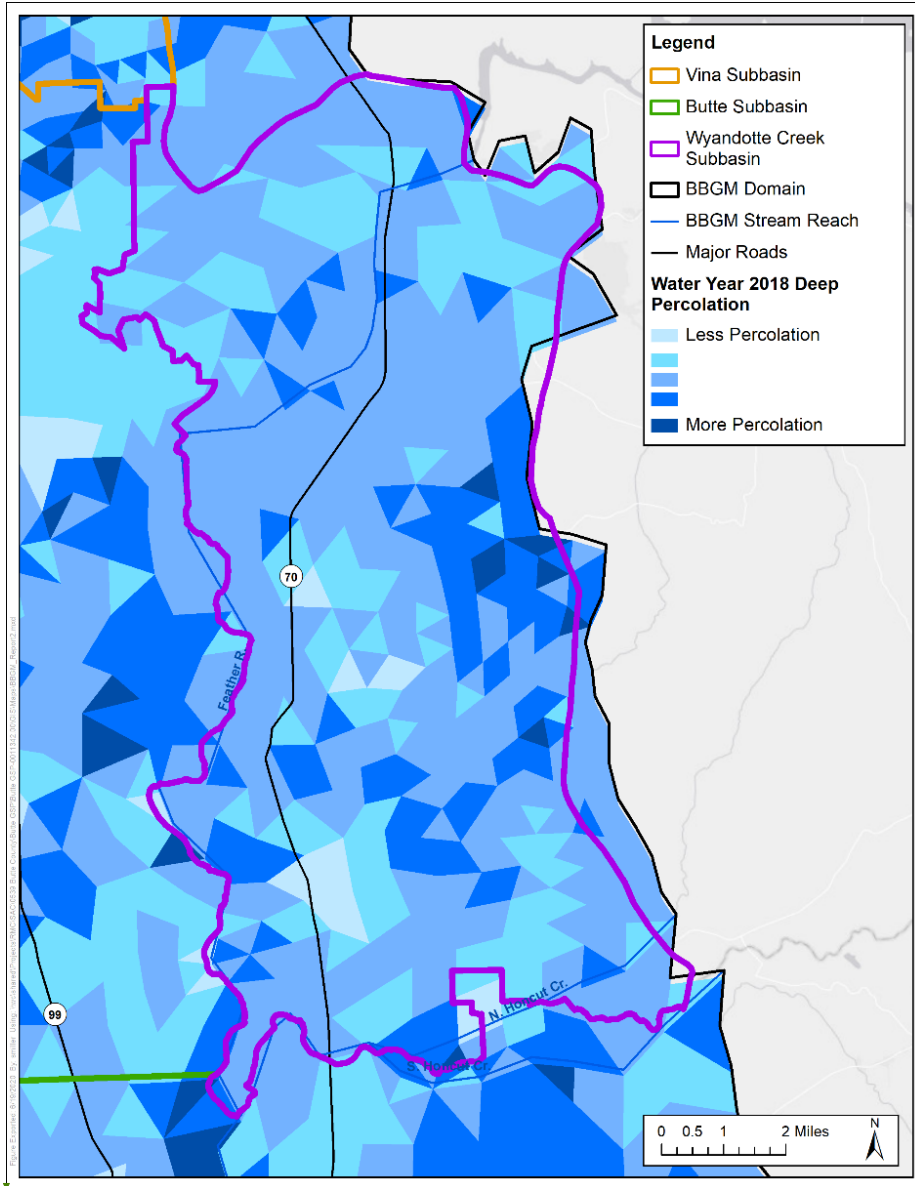 Legend
Vina Subbasin
Butte Subbasin
Wyandotte Creek
Subbasin
BBGM Domain
BBGM Stream Reach
Major Roads
Water Year 2018 Deep
Percolation
Less Percolation
More Percolation
70
Feather R.
99
N. Honcut Cr.
S. Honcut Cr.
0 0.5 1 2 Miles
N